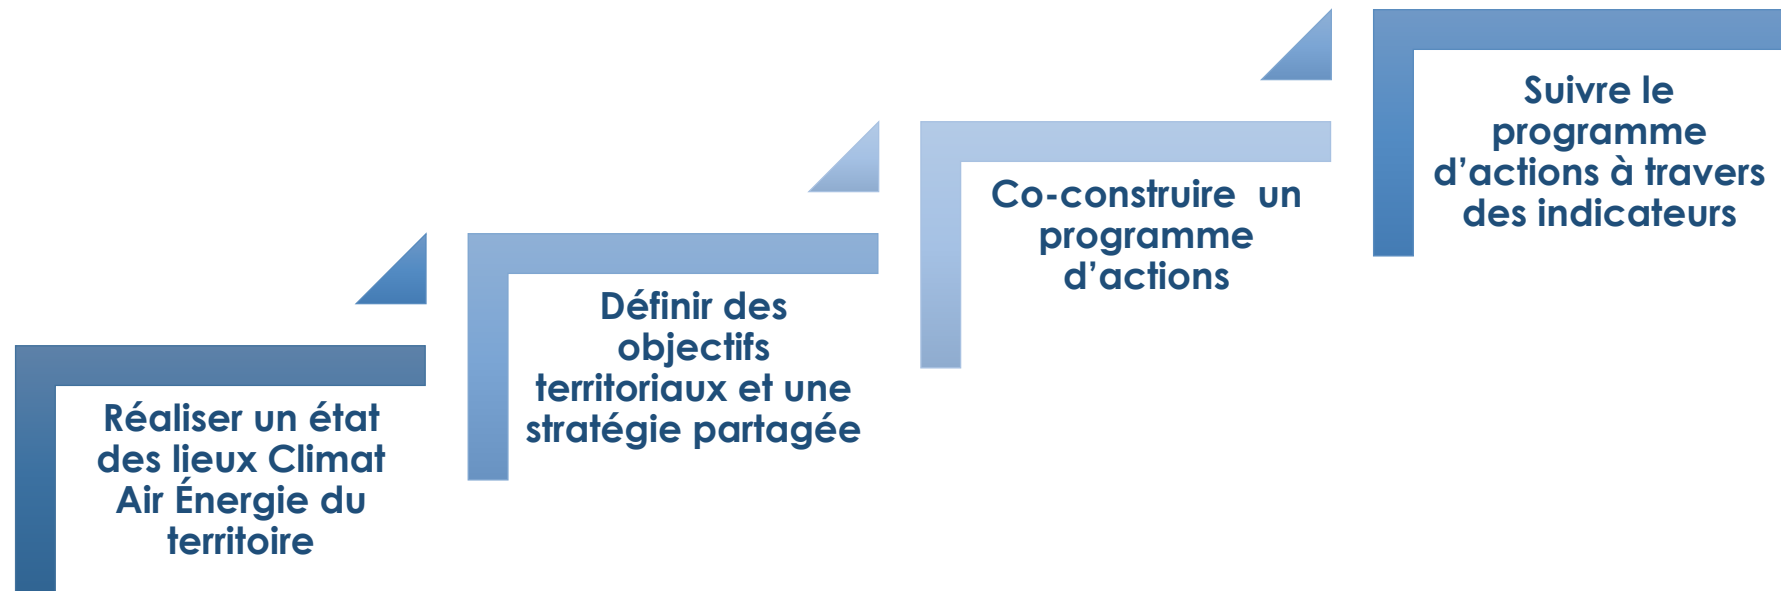 Réaliser un état
des lieux Climat
Air Énergie du
territoire
Définir des
objectifs
territoriaux et une
stratégie partagée
Co-construire  un
programme
d’actions
Suivre le
programme
d’actions à travers
des indicateurs